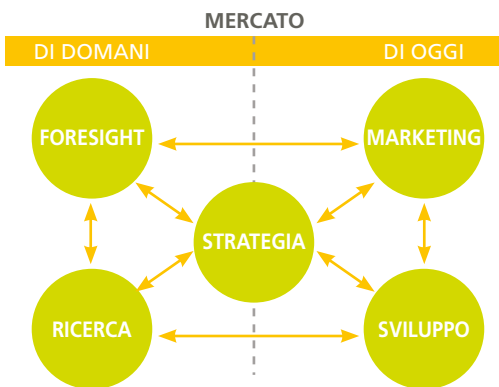 MERCATO
DI DOMANI
DI OGGI
FORESIGHT
MARKETING
STRATEGIA
RICERCA
SVILUPPO